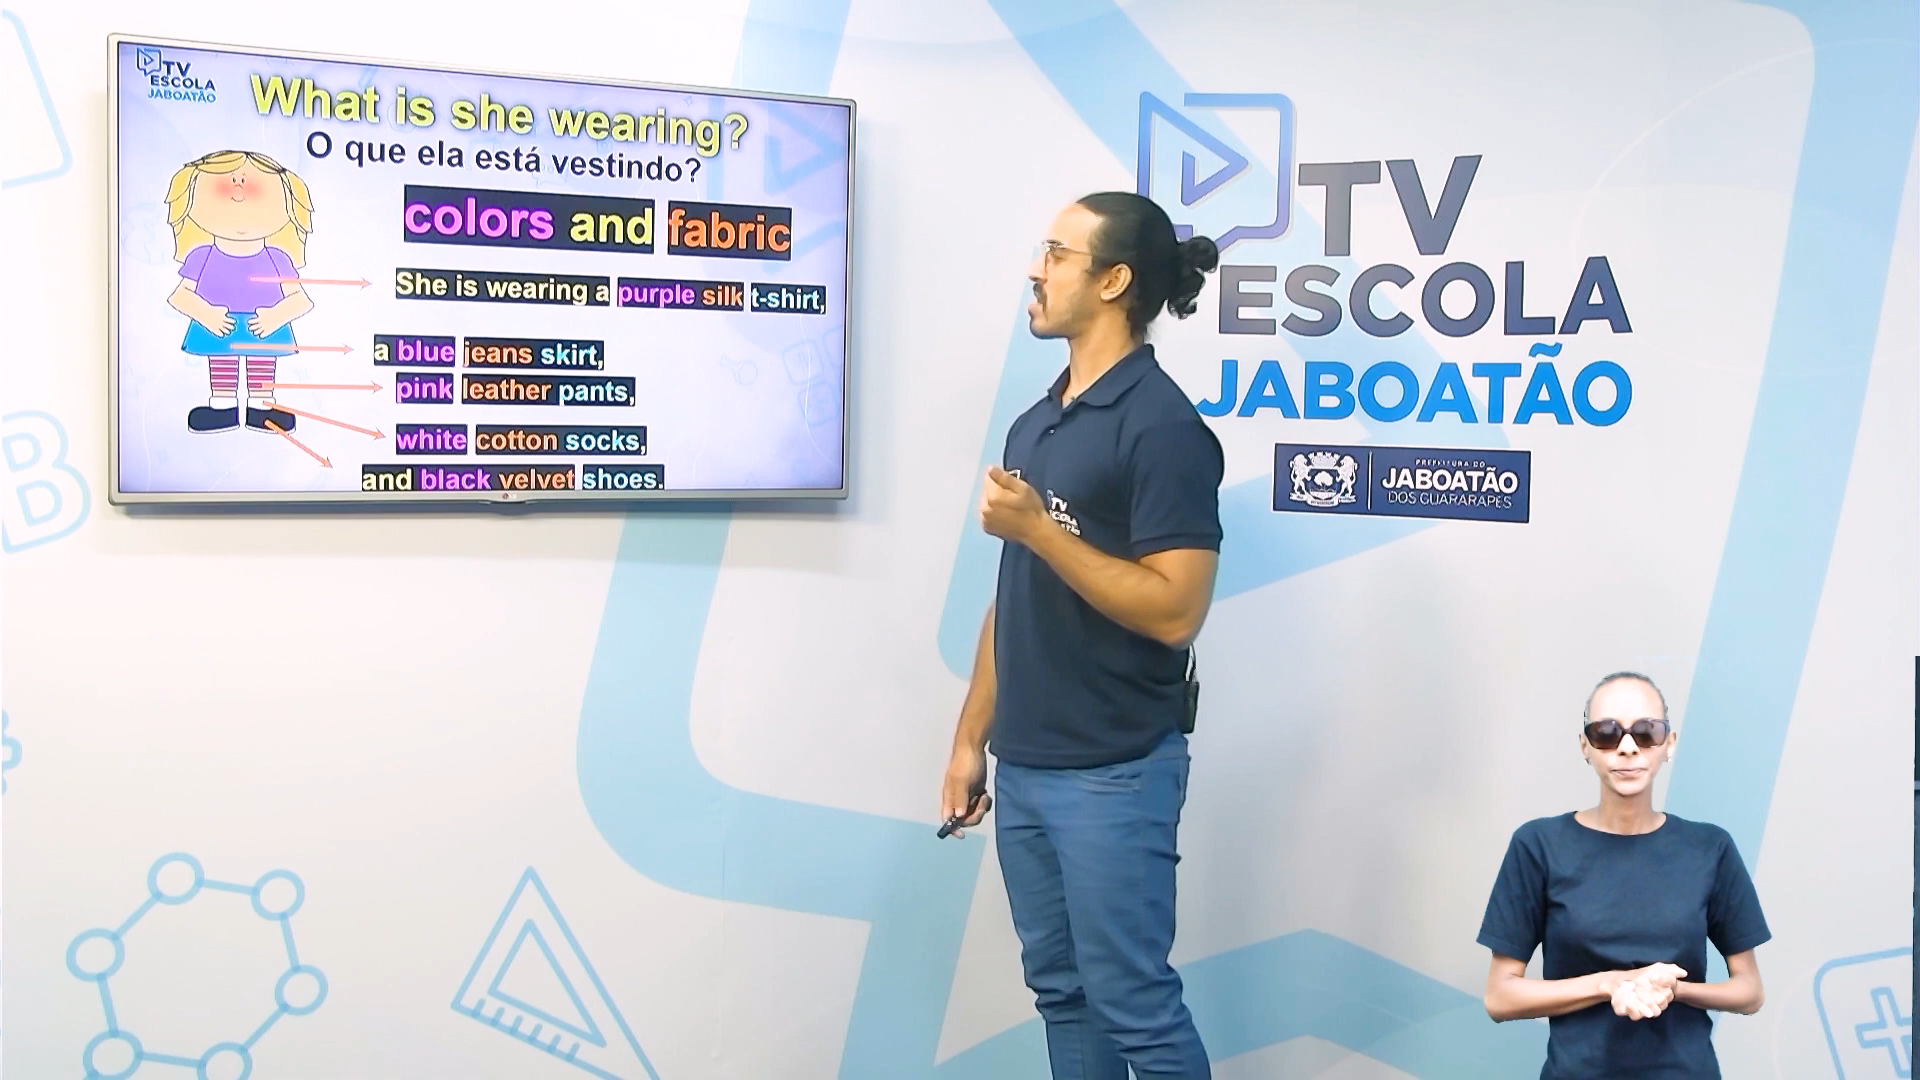 TV
ESCOLA
JABOATÃO
What is she wearing?
O que ela está vestindo?
colors and fabric
She is wearing a purple silk t-shirt,
a blue jeans skirt,
pink leather pants,
white cotton socks,
and black velvet shoes.
LG
TV
ESCOLA
JABOATÃO
PREFEITURA DO
JABOATÃO
DOS GUARARAPES
TV
B